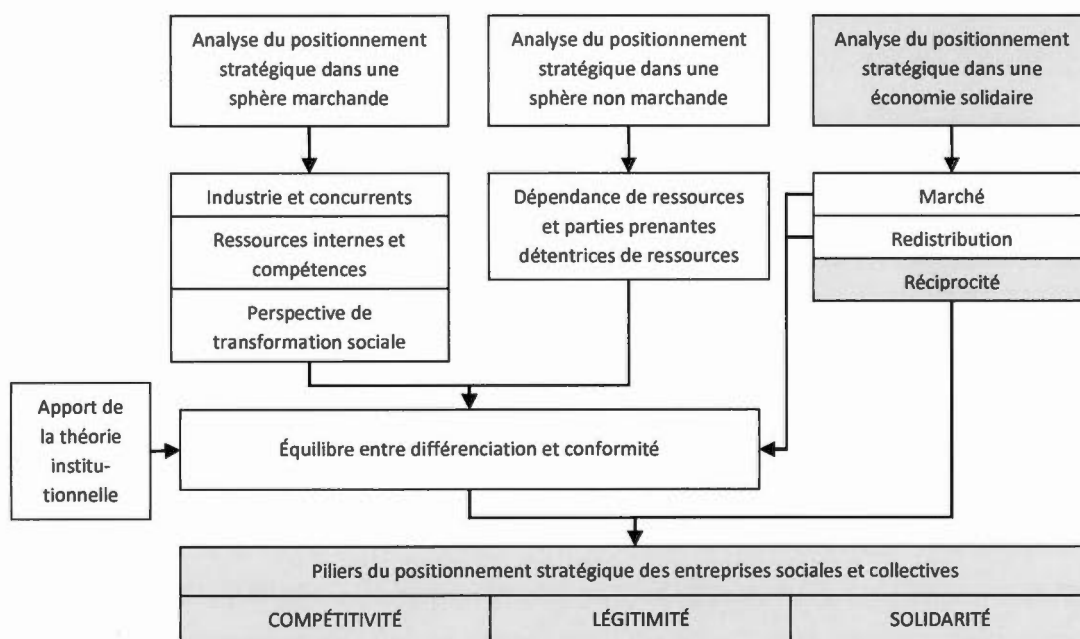 Analyse du positionnement
stratégique dans une
sphère marchande
Analyse du positionnement
stratégique dans une
sphère non marchande
Analyse du positionnement
stratégique dans une
économie solidaire
Industrie et concurrents
Ressources internes et
compétences
Perspective de
transformation sociale
Dépendance de ressources
et parties prenantes
détentrices de ressources
Marché
Redistribution
Réciprocité
Apport de
la théorie
institu-
tionnelle
Équilibre entre différenciation et conformité
Piliers du positionnement stratégique des entreprises sociales et collectives
COMPÉTITIVITÉ
LÉGITIMITÉ
SOLIDARITÉ